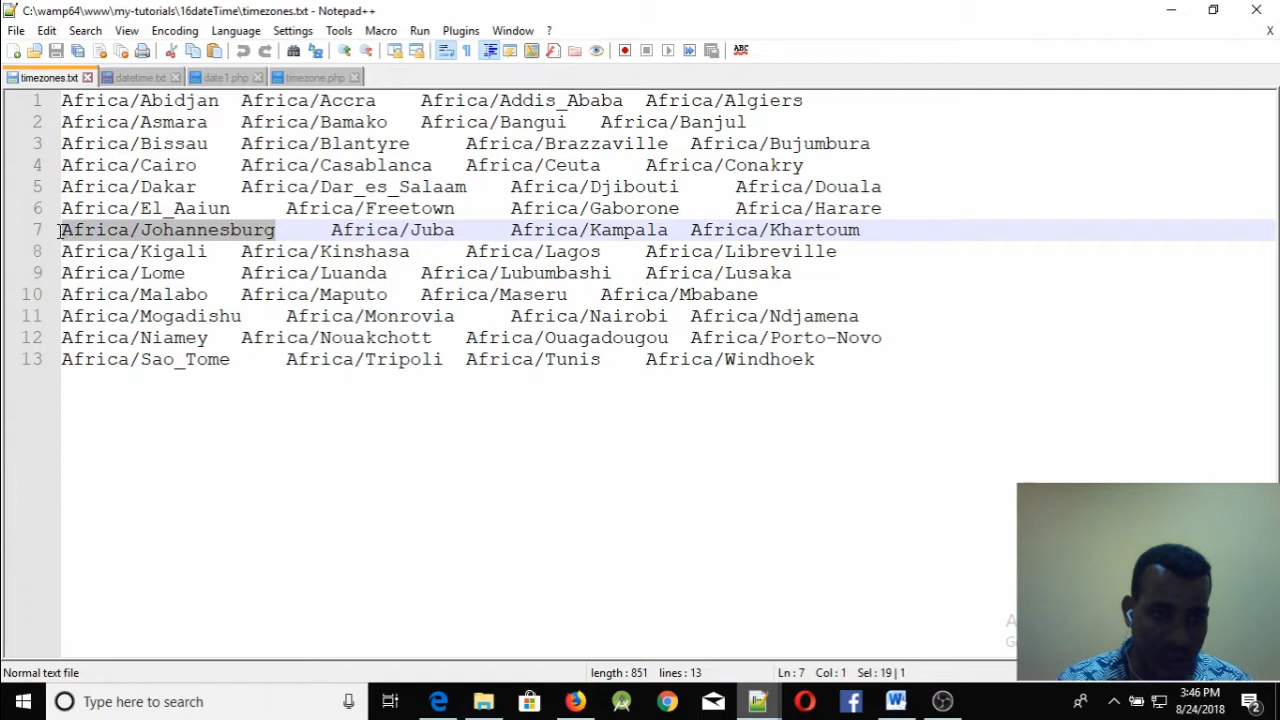 C:\wamp64\www\my-tutorials\16dateTime\timezones.txt - Notepad++
File Edit Search View Encoding Language Settings Tools Macro Run Plugins Window ? X
timezones.txt datetime.txt date1.php timezone.php
1 Africa/Abidjan Africa/Accra Africa/Addis_Ababa Africa/Algiers
2 Africa/Asmara Africa/Bamako Africa/Bangui Africa/Banjul
3 Africa/Bissau Africa/Blantyre Africa/Brazzaville Africa/Bujumbura
4 Africa/Cairo Africa/Casablanca Africa/Ceuta Africa/Conakry
5 Africa/Dakar Africa/Dar_es_Salaam Africa/Djibouti Africa/Douala
6 Africa/El_Aaiun Africa/Freetown Africa/Gaborone Africa/Harare
7 Africa/Johannesburg Africa/Juba Africa/Kampala Africa/Khartoum
8 Africa/Kigali Africa/Kinshasa Africa/Lagos Africa/Libreville
9 Africa/Lome Africa/Luanda Africa/Lubumbashi Africa/Lusaka
10 Africa/Malabo Africa/Maputo Africa/Maseru Africa/Mbabane
11 Africa/Mogadishu Africa/Monrovia Africa/Nairobi Africa/Ndjamena
12 Africa/Niamey Africa/Nouakchott Africa/Ouagadougou Africa/Porto-Novo
13 Africa/Sao_Tome Africa/Tripoli Africa/Tunis Africa/Windhoek
Normal text file length : 851 lines : 13 Ln : 7 Col : 1 Sel : 19 | 1
Type here to search
3:46 PM
8/24/2018